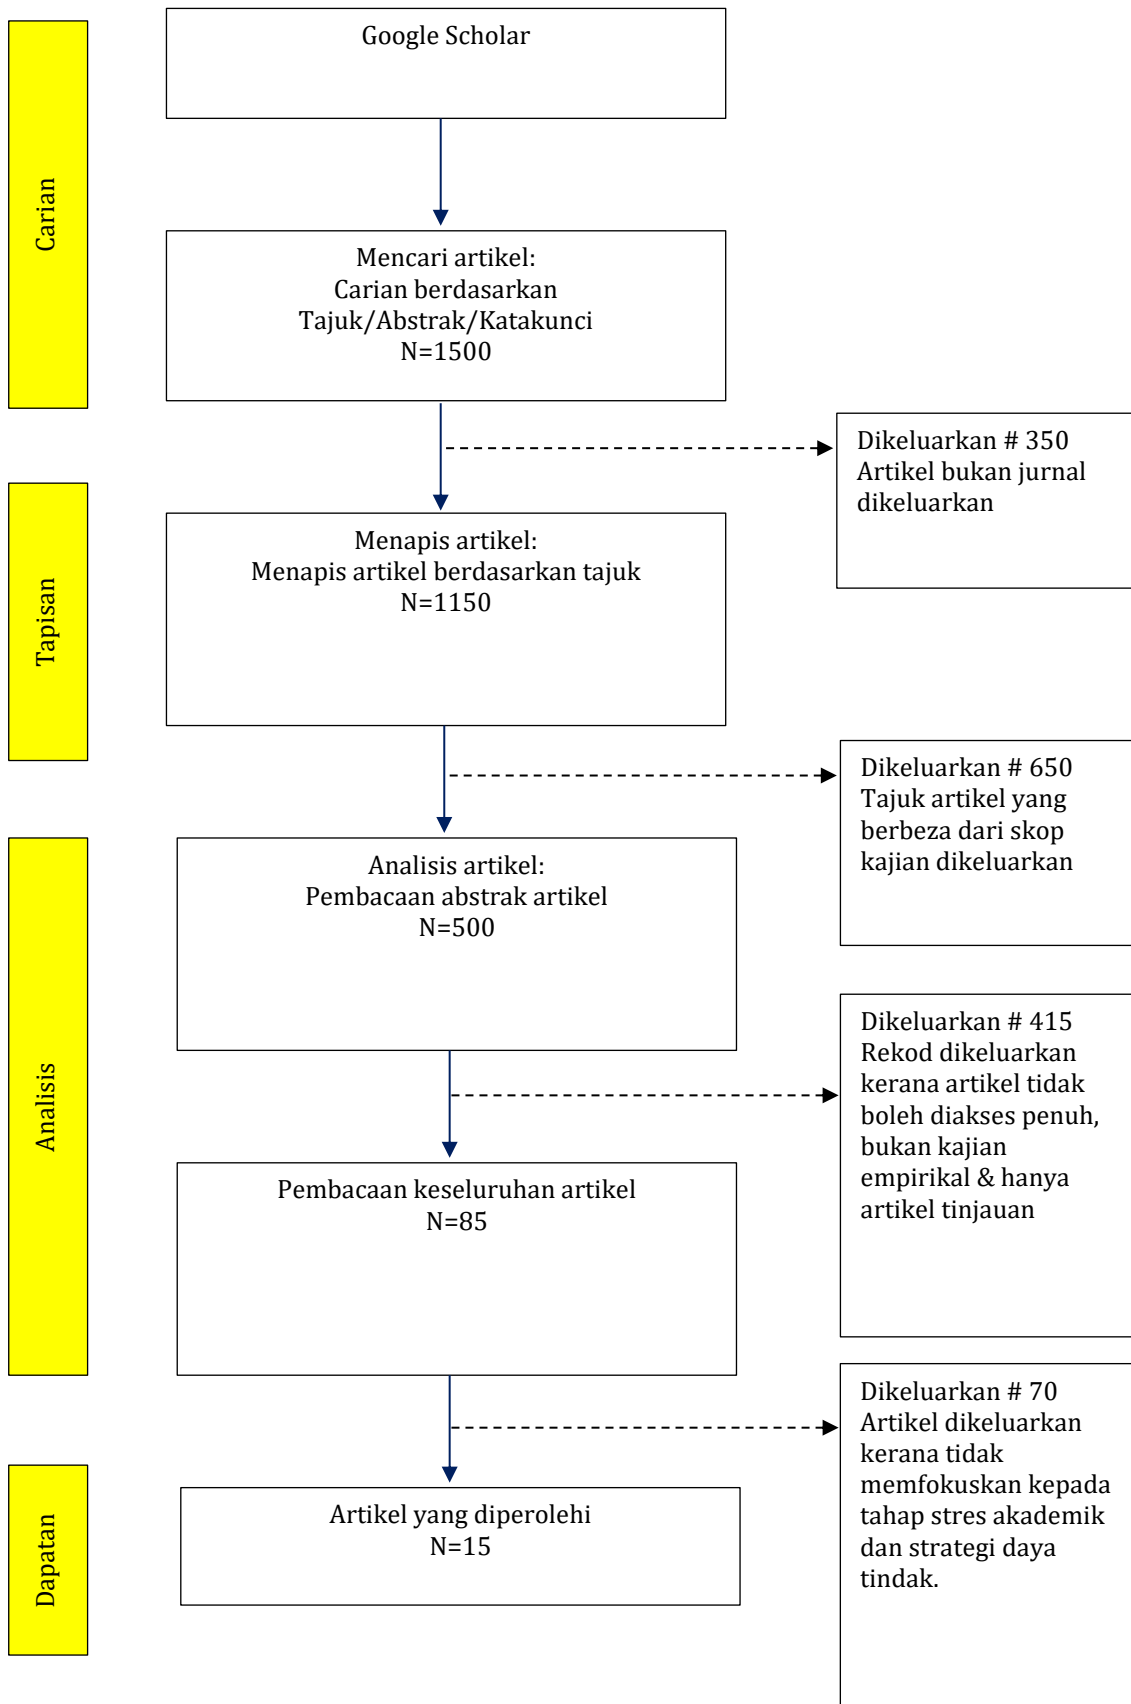 Carian
Google Scholar
Mencari artikel:
Carian berdasarkan
Tajuk/Abstrak/Katakunci
N=1500
Dikeluarkan # 350
Artikel bukan jurnal
dikeluarkan
Tapisan
Menapis artikel:
Menapis artikel berdasarkan tajuk
N=1150
Dikeluarkan # 650
Tajuk artikel yang
berbeza dari skop
kajian dikeluarkan
Analisis
Analisis artikel:
Pembacaan abstrak artikel
N=500
Dikeluarkan # 415
Rekod dikeluarkan
kerana artikel tidak
boleh diakses penuh,
bukan kajian
empirikal & hanya
artikel tinjauan
Pembacaan keseluruhan artikel
N=85
Dikeluarkan # 70
Artikel dikeluarkan
kerana tidak
memfokuskan kepada
tahap stres akademik
dan strategi daya
tindak.
Dapatan
Artikel yang diperolehi
N=15